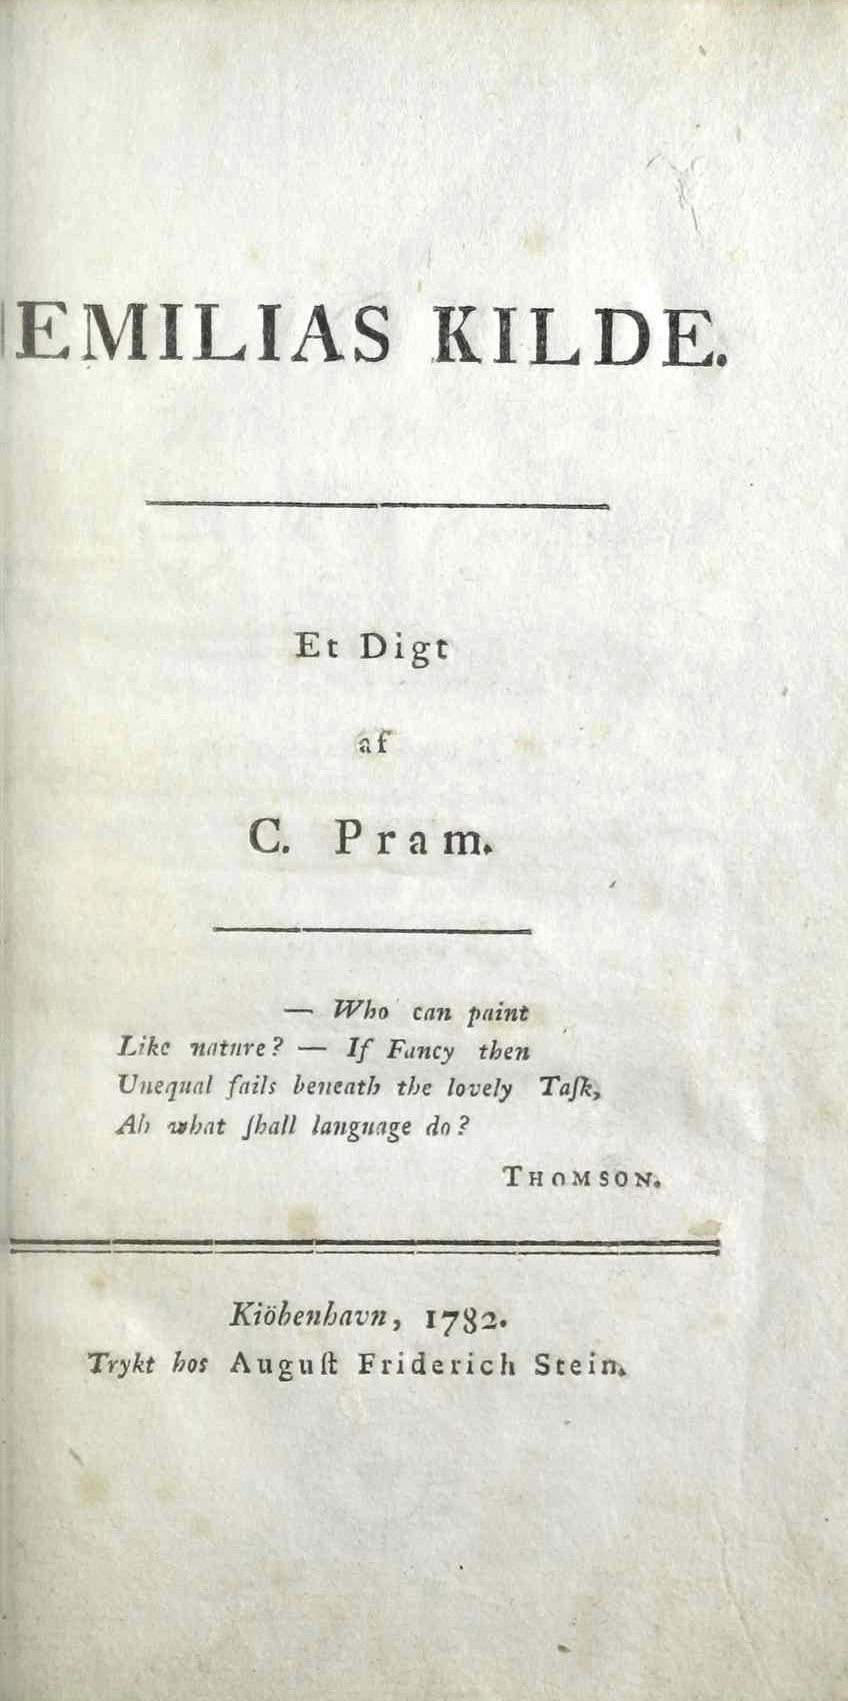 EMILIAS KILDE.
Et Digt
af
C. Pram.
— Who can paint
Like nature? — If Fancy then
Unequal fails beneath the lovely Taſk,
Ah what ſhall language do?
THOMSON.
Kiöbenhavn, 1782.
Trykt hos Auguſt Friderich Stein.